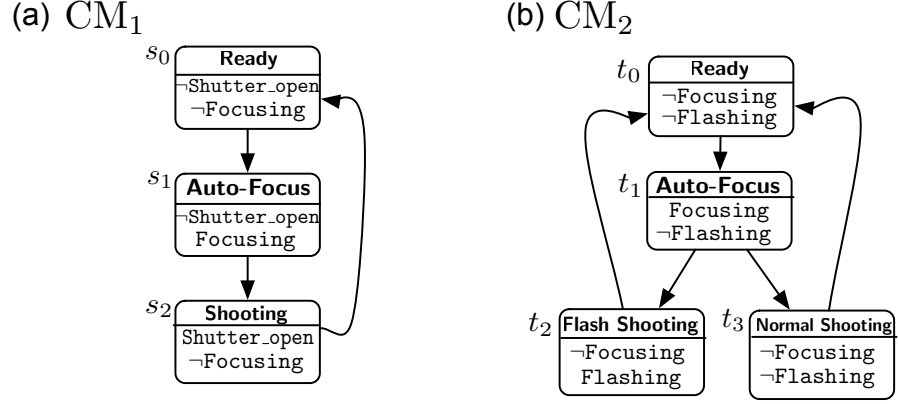 (a) CM₁
s₀
Ready
¬Shutter_open
¬Focusing
s₁
Auto-Focus
¬Shutter_open
Focusing
s₂
Shooting
Shutter_open
¬Focusing
(b) CM₂
t₀
Ready
¬Focusing
¬Flashing
t₁
Auto-Focus
Focusing
¬Flashing
t₂
Flash Shooting
¬Focusing
Flashing
t₃
Normal Shooting
¬Focusing
¬Flashing